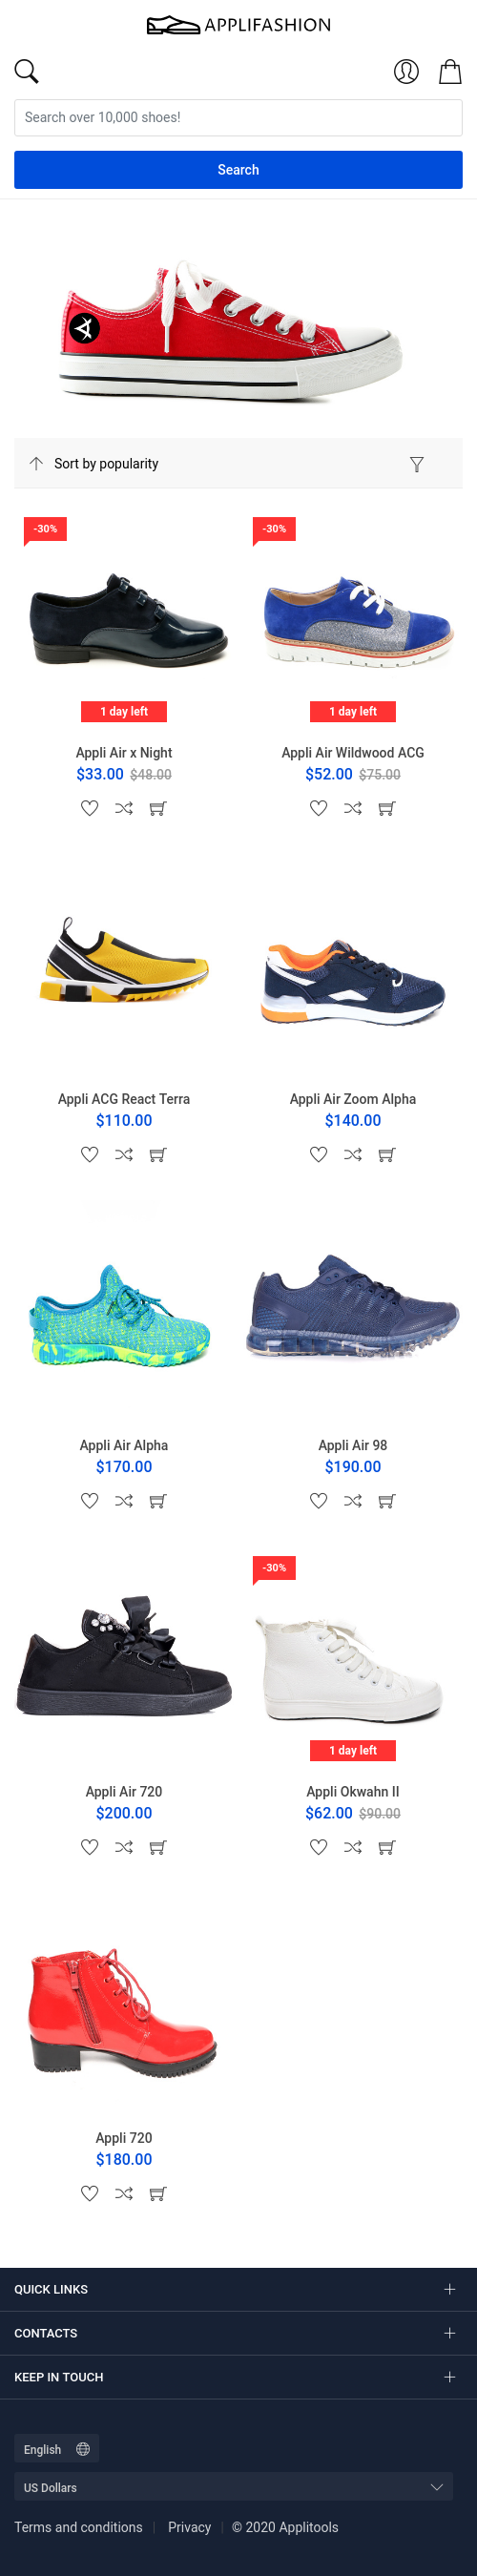 APPLIFASHION
Search over 10,000 shoes!
Search
Sort by popularity
-30%
-30%
1 day left
1 day left
Appli Air x Night
Appli Air Wildwood ACG
$33.00 $48.00
$52.00 $75.00
Appli ACG React Terra
Appli Air Zoom Alpha
$110.00
$140.00
Appli Air Alpha
Appli Air 98
$170.00
$190.00
-30%
1 day left
Appli Air 720
Appli Okwahn II
$200.00
$62.00 $90.00
Appli 720
$180.00
QUICK LINKS
CONTACTS
KEEP IN TOUCH
English
US Dollars
Terms and conditions
Privacy
© 2020 Applitools